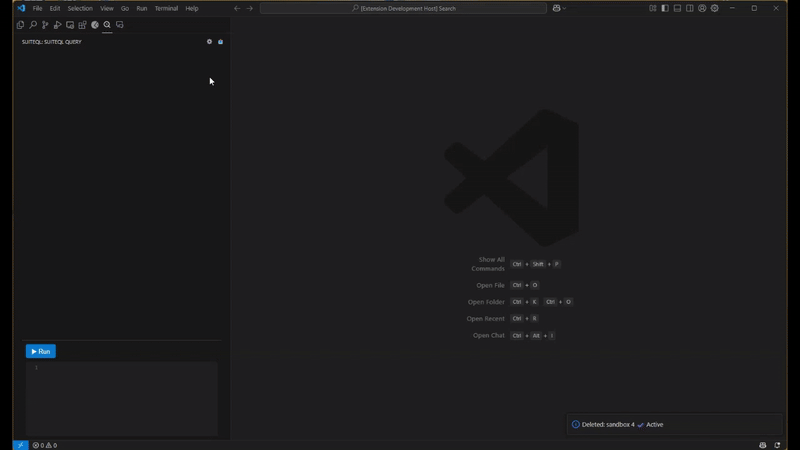 File Edit Selection View Go Run Terminal Help
[Extension Development Host] Search
SUITEQL: SUITEQL QUERY
Show All Commands Ctrl + Shift + P
Open File Ctrl + O
Open Folder Ctrl + K Ctrl + O
Open Recent Ctrl + R
Open Chat Ctrl + Alt + I
Run
1
Deleted: sandbox 4 ✓ Active
0 0